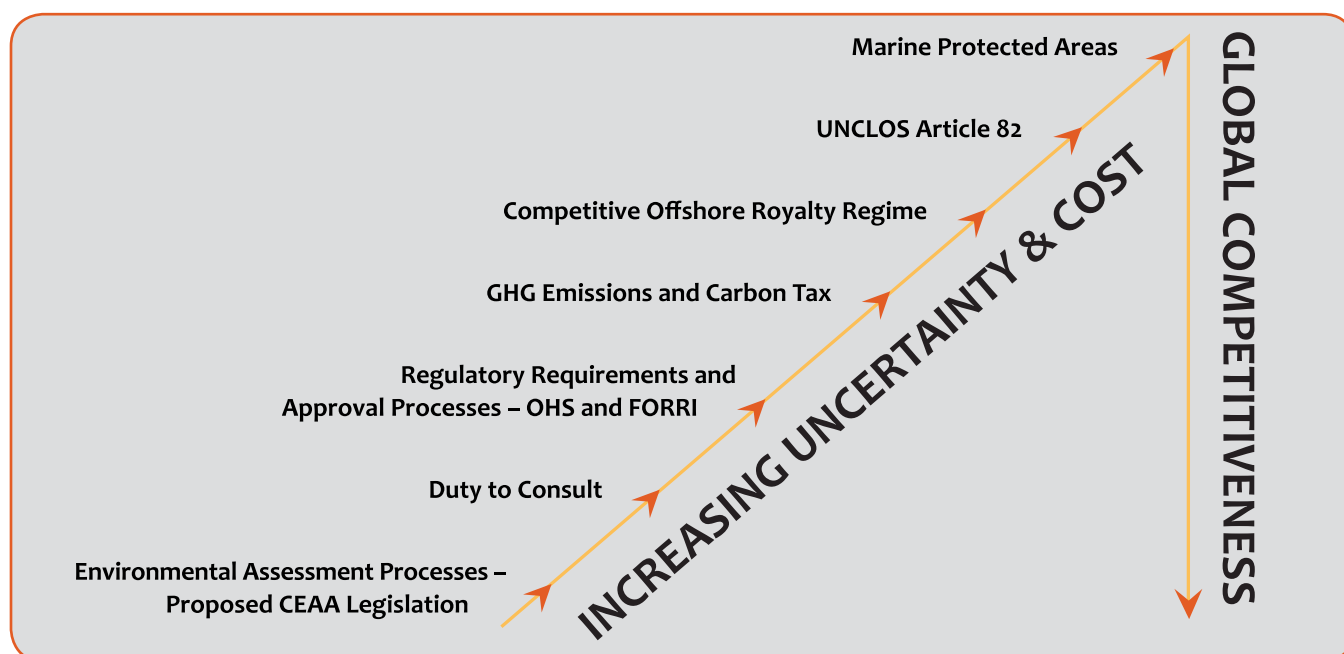 Marine Protected Areas
UNCLOS Article 82
Competitive Offshore Royalty Regime
GHG Emissions and Carbon Tax
Regulatory Requirements and
Approval Processes – OHS and FORRI
Duty to Consult
Environmental Assessment Processes –
Proposed CEAA Legislation
INCREASING UNCERTAINTY & COST
GLOBAL COMPETITIVENESS